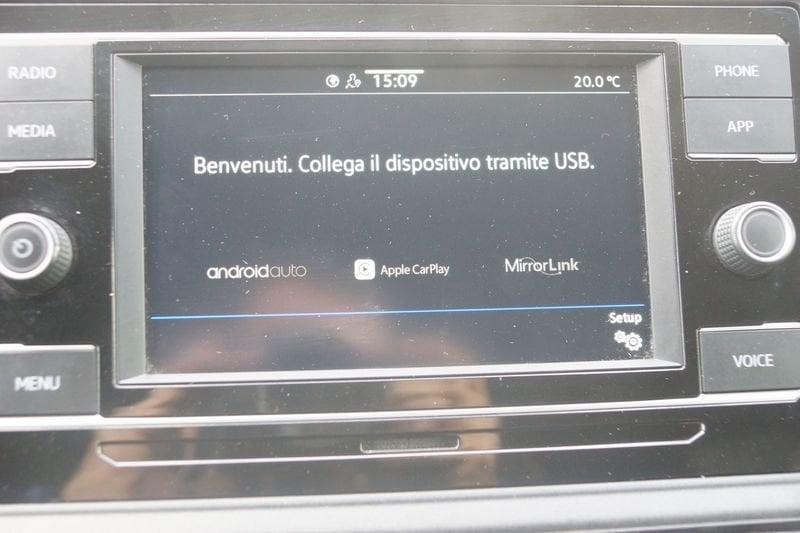 RADIO
PHONE
15:09
20.0 °C
MEDIA
APP
Benvenuti. Collega il dispositivo tramite USB.
androidauto
Apple CarPlay
MirrorLink
Setup
VOICE
MENU